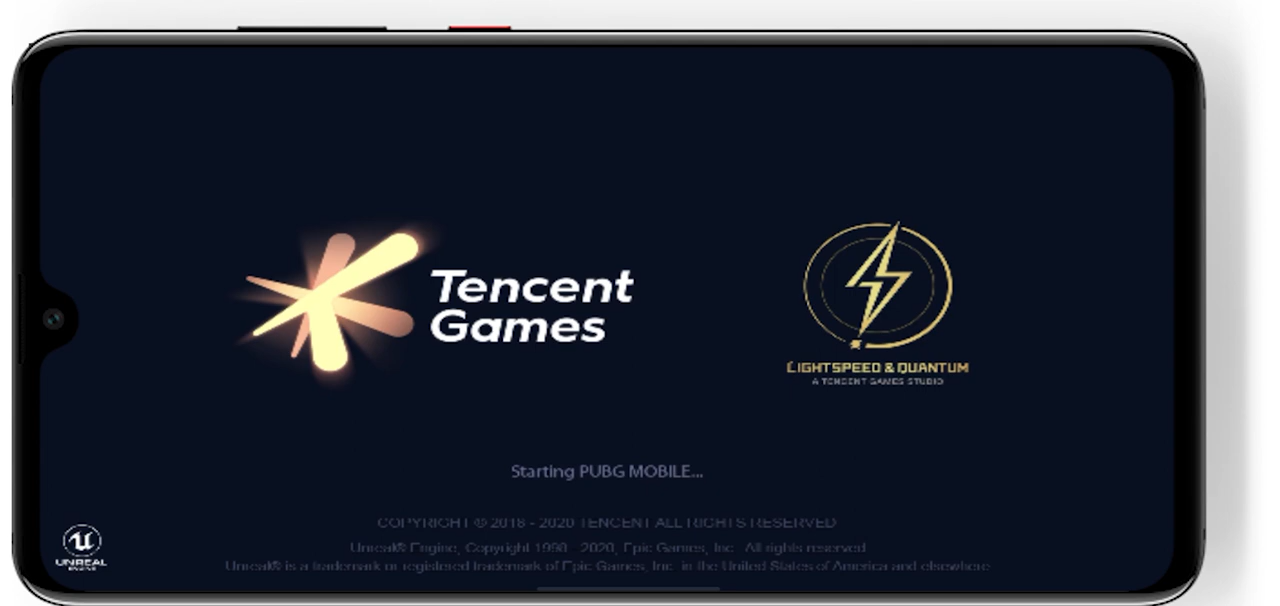 Tencent
Games
LIGHTSPEED & QUANTUM
A TENCENT GAMES STUDIO
Starting PUBG MOBILE...
COPYRIGHT © 2018 - 2020 TENCENT ALL RIGHTS RESERVED
Unreal® Engine, Copyright 1998 - 2020, Epic Games, Inc. All rights reserved
Unreal® is a trademark or registered trademark of Epic Games, Inc. in the United States of America and elsewhere
UNREAL
ENGINE